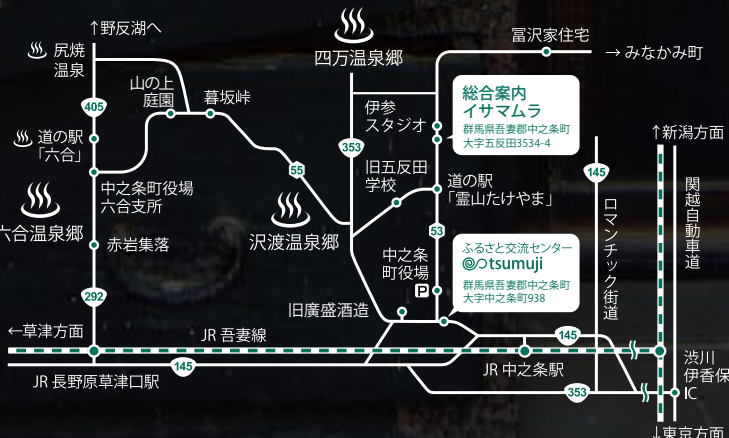 ↑野反湖へ
尻焼
温泉
四万温泉郷
冨沢家住宅
→ みなかみ町
山の上
庭園
暮坂峠
405
伊参
スタジオ
総合案内
イサマムラ
群馬県吾妻郡中之条町
大字五反田3534-4
↑新潟方面
道の駅
「六合」
353
55
旧五反田
学校
145
中之条町役場
六合支所
道の駅
「霊山たけやま」
関越自動車道
ロマンチック街道
六合温泉郷
沢渡温泉郷
赤岩集落
53
中之条
町役場
P
ふるさと交流センター
tsumuji
群馬県吾妻郡中之条町
大字中之条町938
292
旧廣盛酒造
←草津方面
JR 吾妻線
145
145
JR 長野原草津口駅
JR 中之条駅
353
渋川
伊香保
IC
↓東京方面